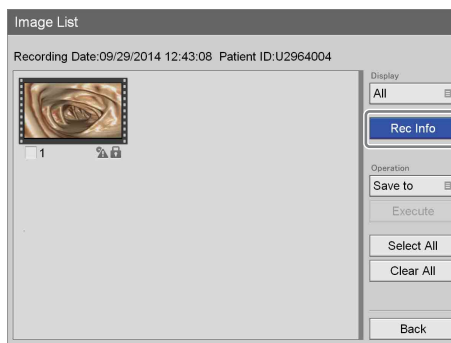 Image List
Recording Date:09/29/2014 12:43:08 Patient ID:U2964004
Display
All
Rec Info
1
Operation
Save to
Execute
Select All
Clear All
Back